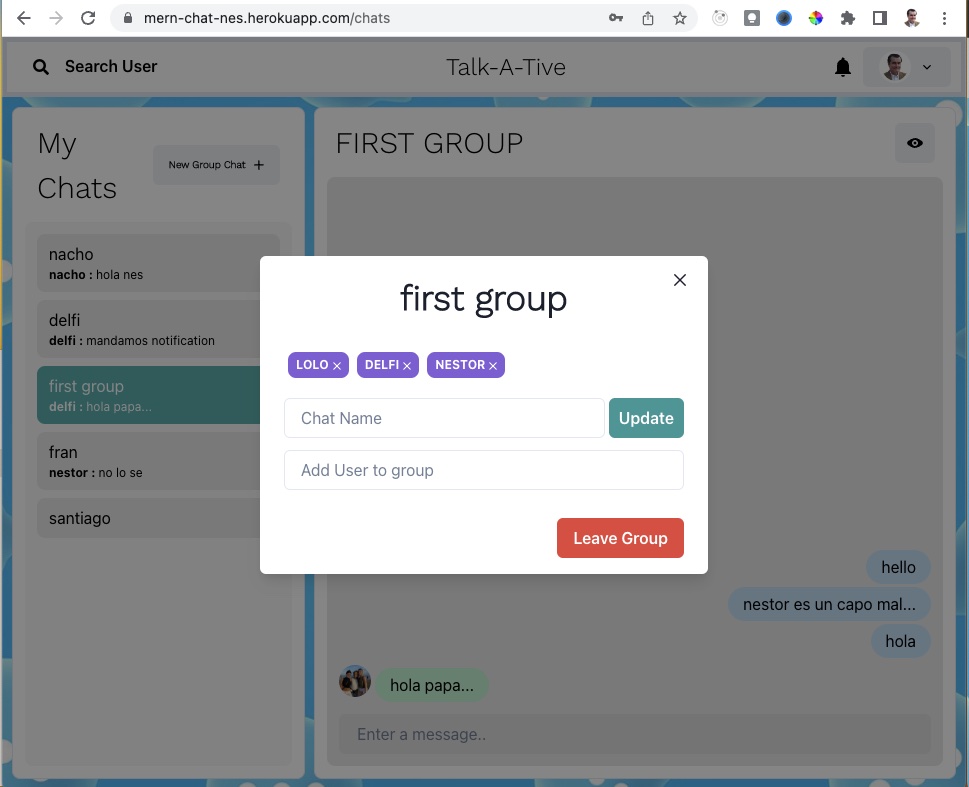 mern-chat-nes.herokuapp.com/chats
Search User
Talk-A-Tive
My
Chats
New Group Chat +
nacho
nacho : hola nes
delfi
delfi : mandamos notification
first group
delfi : hola papa...
fran
nestor : no lo se
santiago
FIRST GROUP
first group
LOLO
DELFI
NESTOR
Chat Name
Update
Add User to group
Leave Group
hello
nestor es un capo mal...
hola
hola papa...
Enter a message..